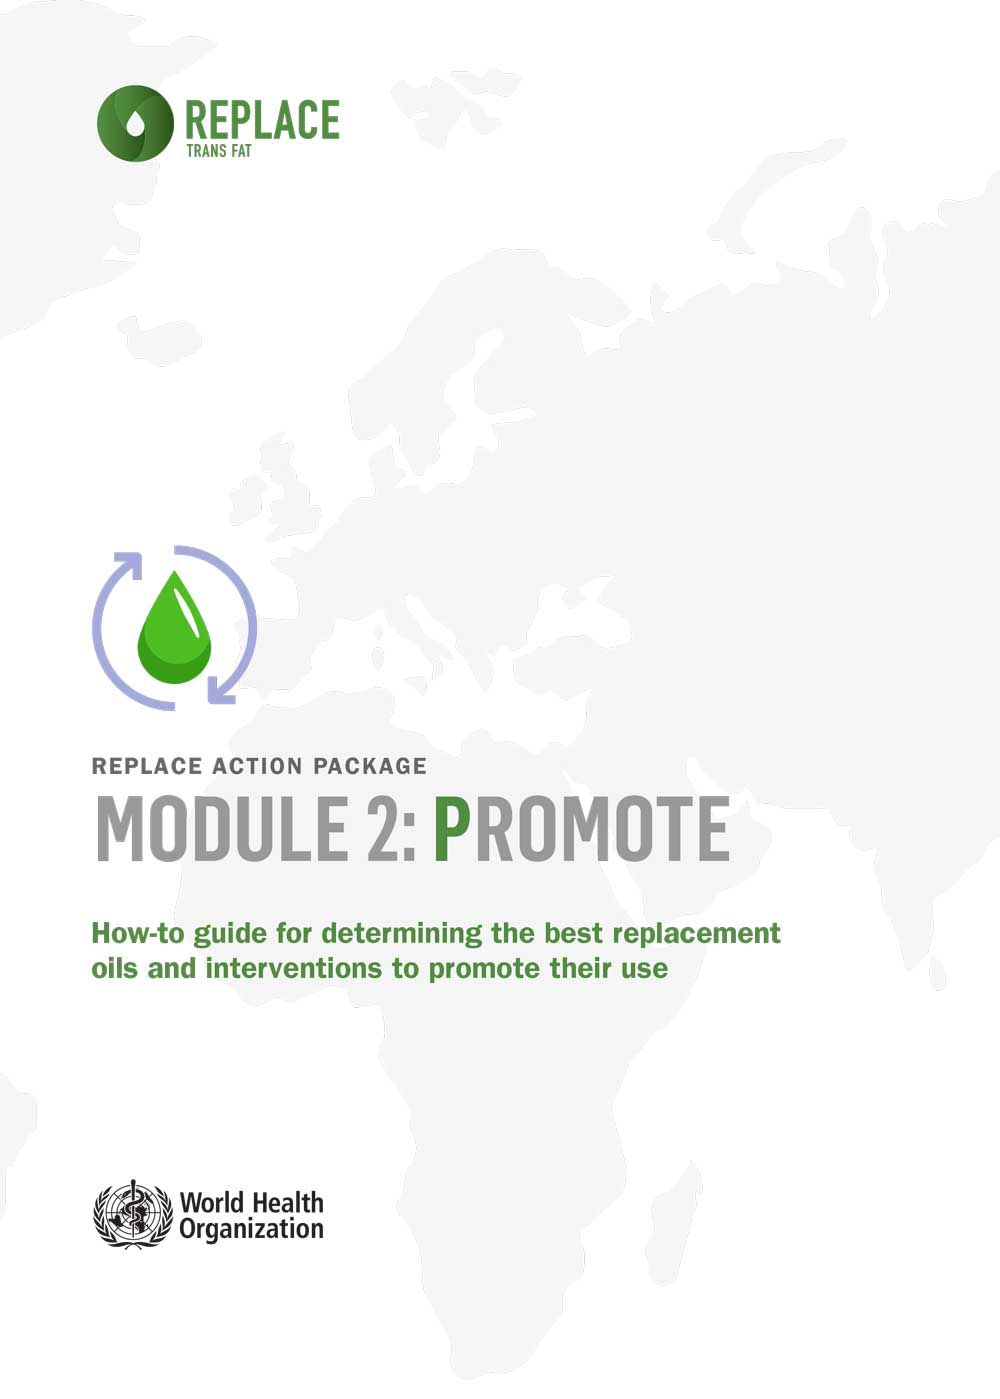 REPLACE
TRANS FAT
REPLACE ACTION PACKAGE
MODULE 2: PROMOTE
How-to guide for determining the best replacement
oils and interventions to promote their use
World Health
Organization